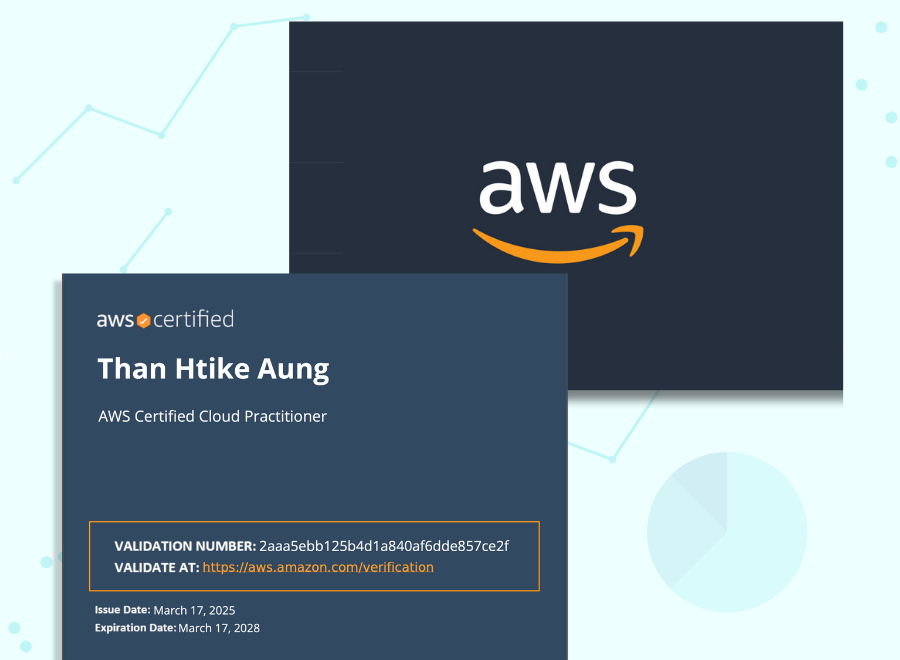 aws
aws certified
Than Htike Aung
AWS Certified Cloud Practitioner
VALIDATION NUMBER: 2aaa5ebb125b4d1a840af6dde857ce2f
VALIDATE AT: https://aws.amazon.com/verification
Issue Date: March 17, 2025
Expiration Date: March 17, 2028